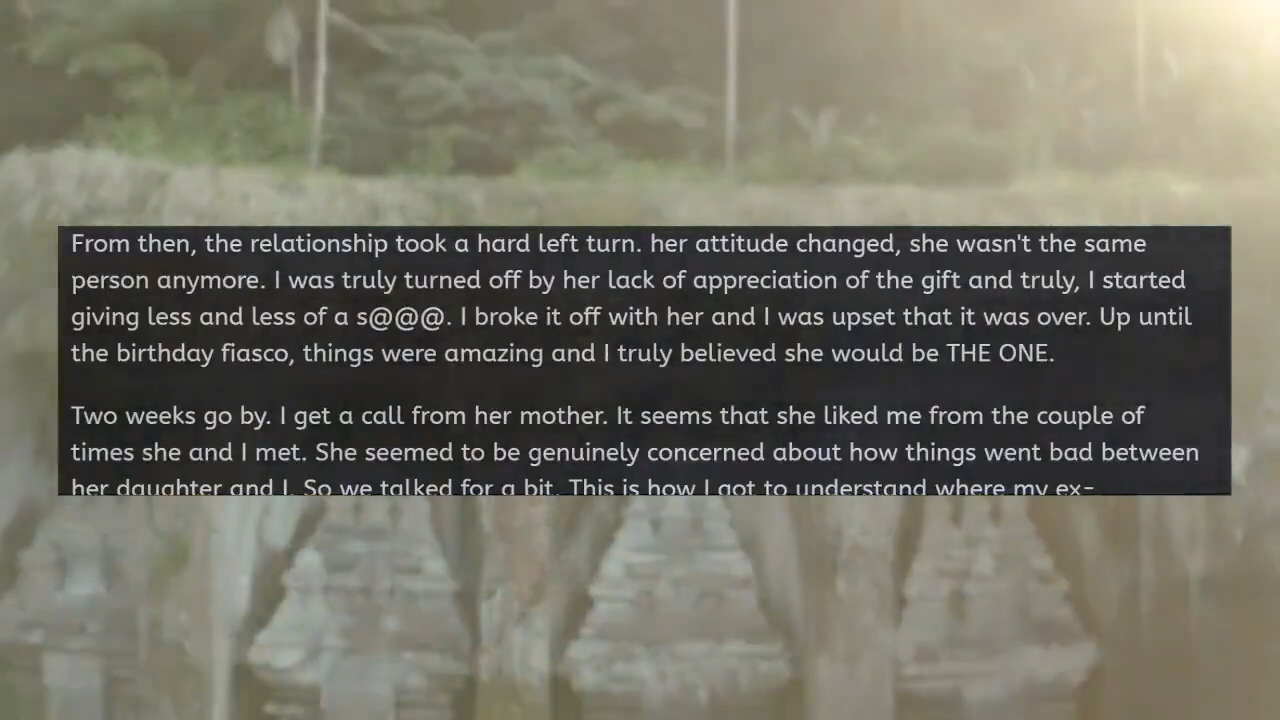 From then, the relationship took a hard left turn. her attitude changed, she wasn't the same
person anymore. I was truly turned off by her lack of appreciation of the gift and truly, I started
giving less and less of a s@@@. I broke it off with her and I was upset that it was over. Up until
the birthday fiasco, things were amazing and I truly believed she would be THE ONE.
Two weeks go by. I get a call from her mother. It seems that she liked me from the couple of
times she and I met. She seemed to be genuinely concerned about how things went bad between
her daughter and I. So we talked for a bit. This is how I got to understand where my ex-